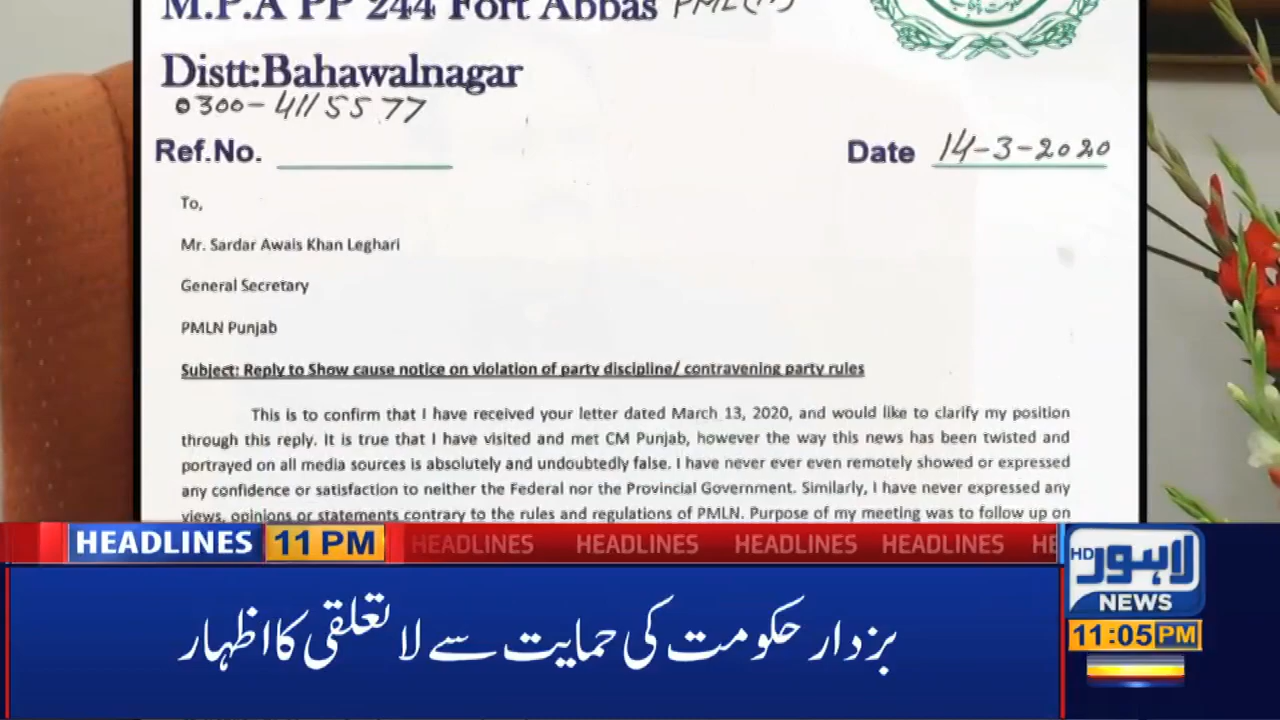 M.P.A PP 244 Fort Abbas PML(N)
Distt:Bahawalnagar
0300-4115577
Ref.No.
Date 14-3-2020
To,
Mr. Sardar Awais Khan Leghari
General Secretary
PMLN Punjab
Subject: Reply to Show cause notice on violation of party discipline/ contravening party rules
This is to confirm that I have received your letter dated March 13, 2020, and would like to clarify my position
through this reply. It is true that I have visited and met CM Punjab, however the way this news has been twisted and
portrayed on all media sources is absolutely and undoubtedly false. I have never ever even remotely showed or expressed
any confidence or satisfaction to neither the Federal nor the Provincial Government. Similarly, I have never expressed any
views, opinions or statements contrary to the rules and regulations of PMLN. Purpose of my meeting was to follow up on
HEADLINES 11 PM HEADLINES HEADLINES HEADLINES HEADLINES HE
بزدار حکومت کی حمایت سے لا تعلقی کا اظہار
HD لاہور
NEWS
11:05 PM